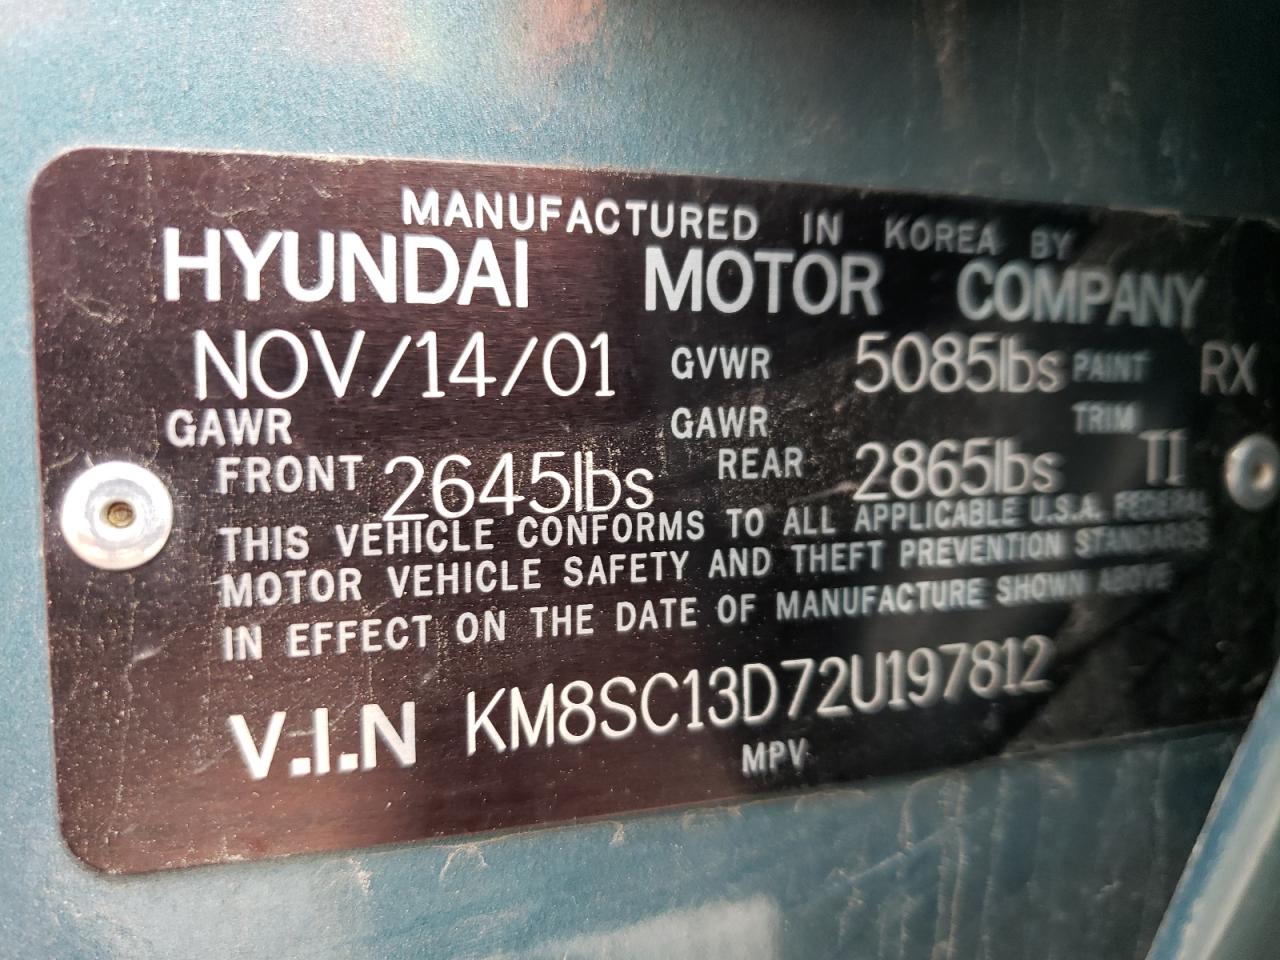 MANUFACTURED IN KOREA BY
HYUNDAI MOTOR COMPANY
NOV/14/01 GVWR 5085lbs PAINT RX
GAWR GAWR TRIM
FRONT 2645lbs REAR 2865lbs TI
THIS VEHICLE CONFORMS TO ALL APPLICABLE U.S.A. FEDERAL
MOTOR VEHICLE SAFETY AND THEFT PREVENTION STANDARDS
IN EFFECT ON THE DATE OF MANUFACTURE SHOWN ABOVE
V.I.N KM8SC13D72U197812
MPV